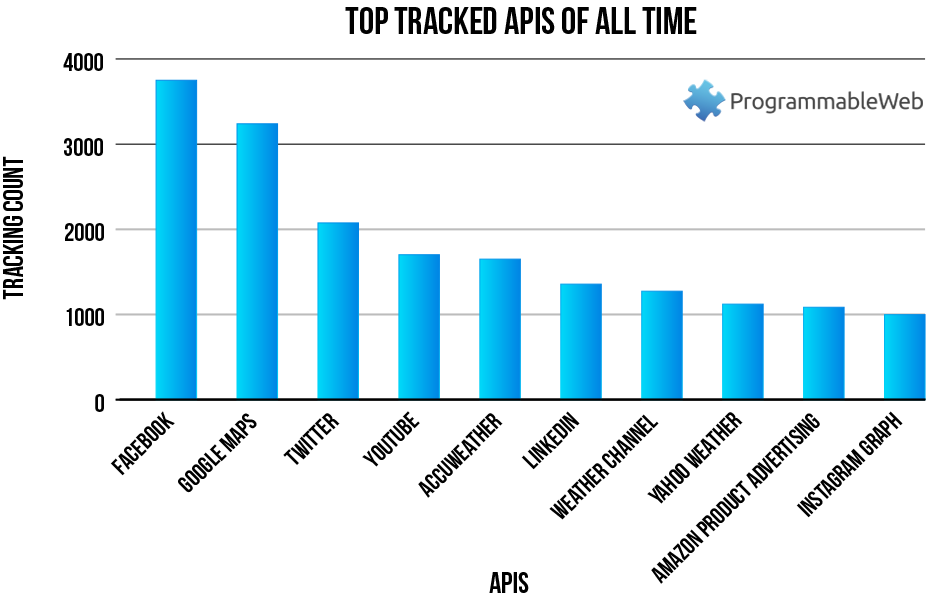 TOP TRACKED APIS OF ALL TIME
ProgrammableWeb
TRACKING COUNT
4000
3000
2000
1000
0
FACEBOOK
GOOGLE MAPS
TWITTER
YOUTUBE
ACCUWEATHER
LINKEDIN
WEATHER CHANNEL
YAHOO WEATHER
AMAZON PRODUCT ADVERTISING
INSTAGRAM GRAPH
APIS